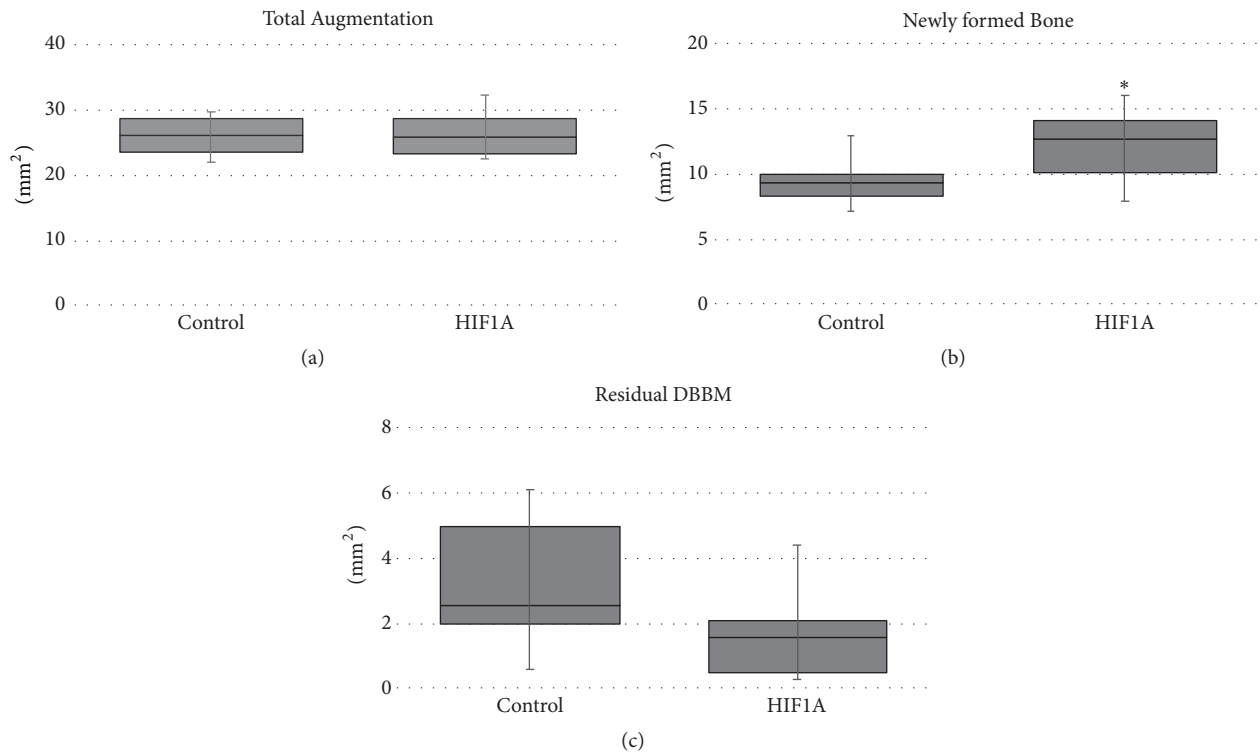 Total Augmentation
40
30
20
10
0
(mm²)
Control
HIF1A
(a)
Newly formed Bone
20
15
10
5
0
(mm²)
*
Control
HIF1A
(b)
Residual DBBM
8
6
4
2
0
(mm²)
Control
HIF1A
(c)